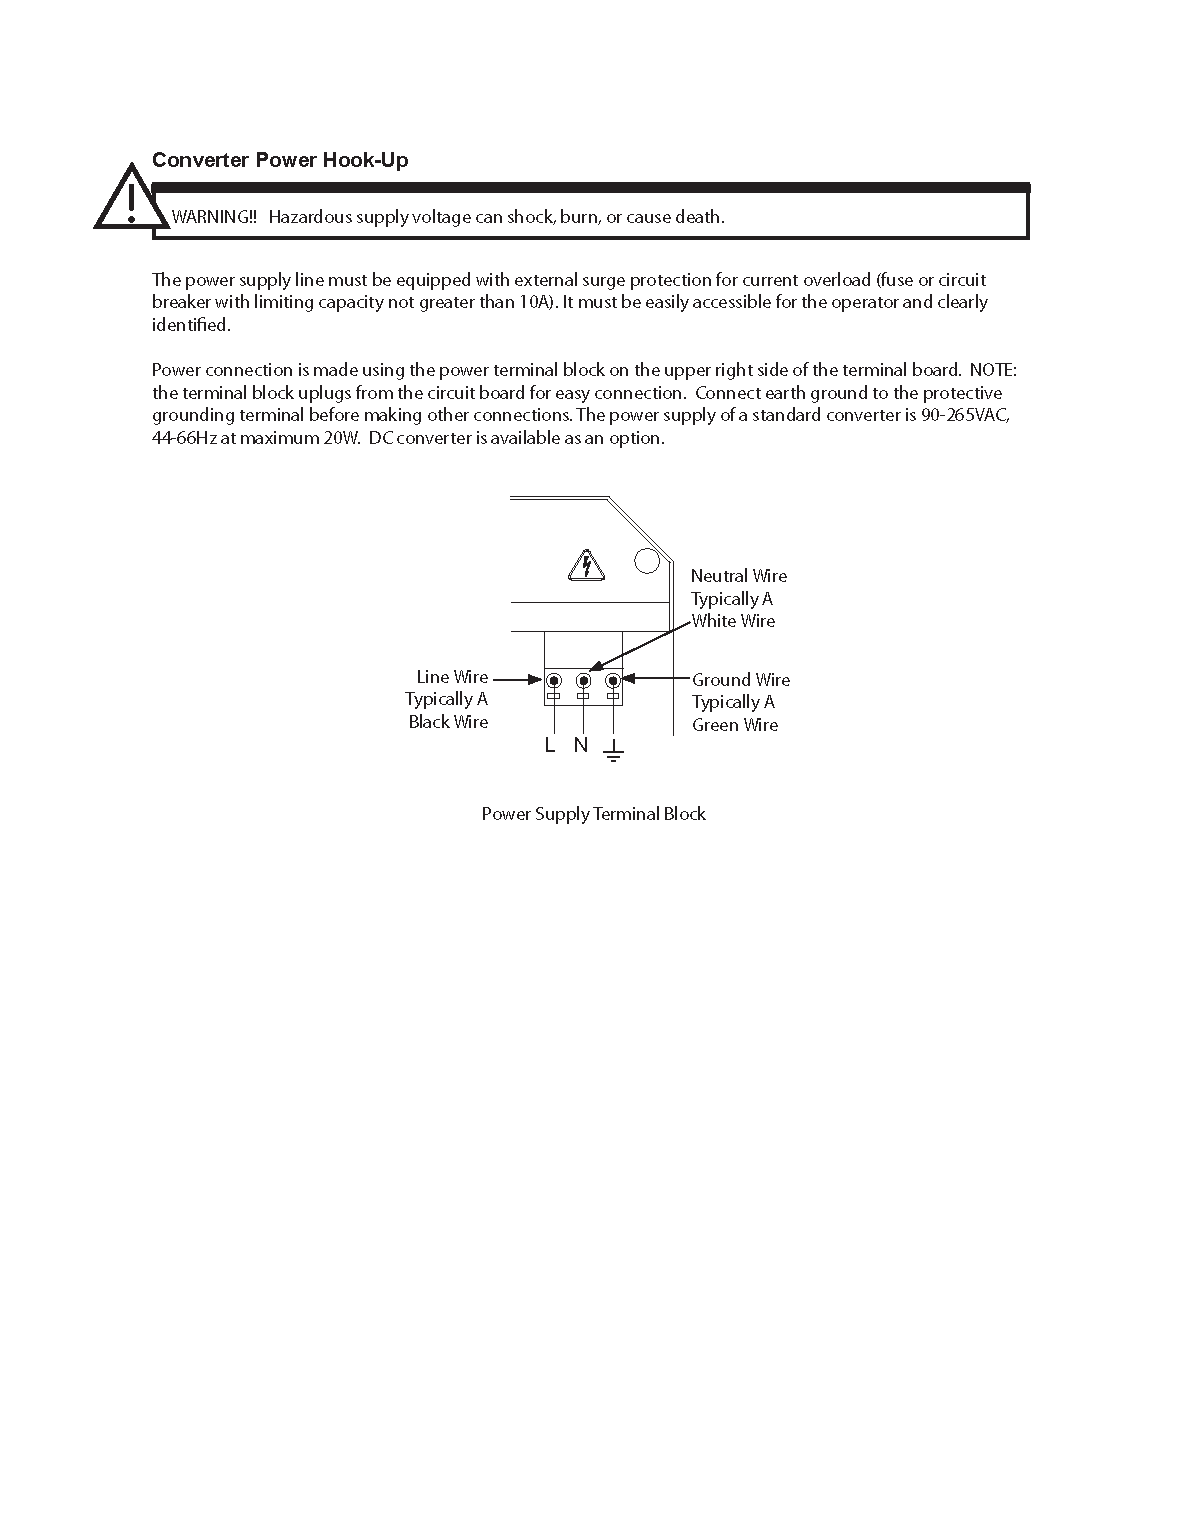 Converter Power Hook-Up
WARNING!!   Hazardous supply voltage can shock, burn, or cause death.
The power supply line must be equipped with external surge protection for current overload (fuse or circuit
breaker with limiting capacity not greater than 10A). It must be easily accessible for the operator and clearly
identified.
Power connection is made using the power terminal block on the upper right side of the terminal board.  NOTE:
the terminal block uplugs from the circuit board for easy connection.  Connect earth ground to the protective
grounding terminal before making other connections. The power supply of a standard converter is 90-265VAC,
44-66Hz at maximum 20W.  DC converter is available as an option.
Neutral Wire
Typically A
White Wire
Line Wire
Typically A
Black Wire
Ground Wire
Typically A
Green Wire
L N
Power Supply Terminal Block